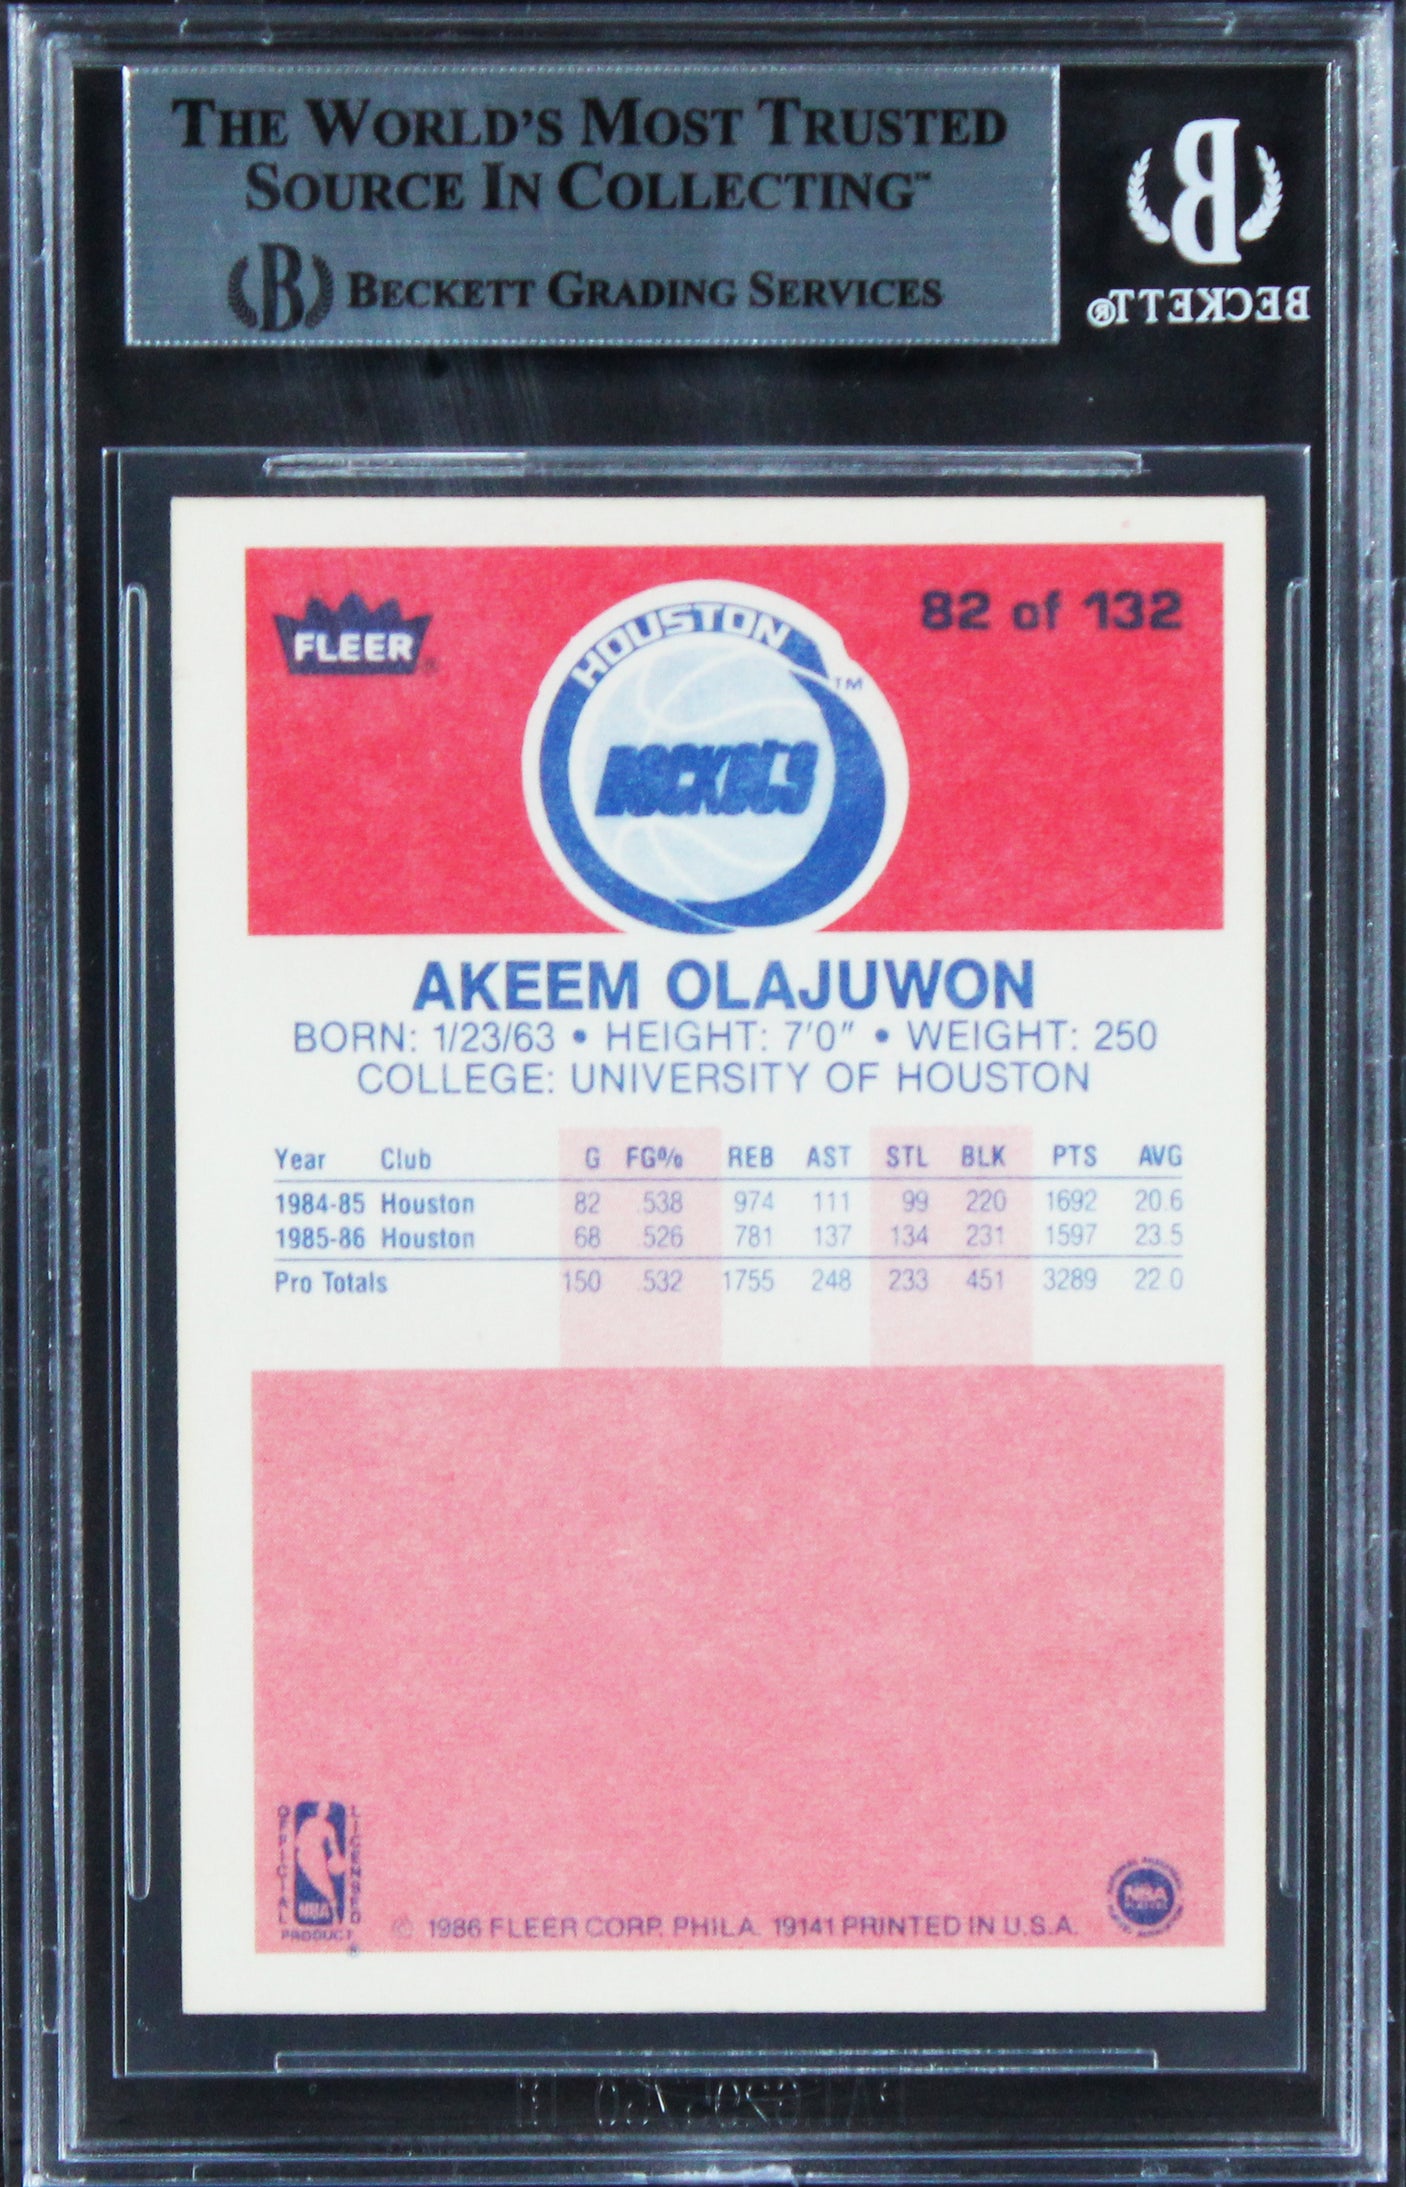 THE WORLD'S MOST TRUSTED
SOURCE IN COLLECTING™
B BECKETT GRADING SERVICES
B
BECKETT®
FLEER®
HOUSTON
ROCKETS
TM
82 of 132
AKEEM OLAJUWON
BORN: 1/23/63 • HEIGHT: 7'0" • WEIGHT: 250
COLLEGE: UNIVERSITY OF HOUSTON
Year Club G FG% REB AST STL BLK PTS AVG
1984-85 Houston 82 .538 974 111 99 220 1692 20.6
1985-86 Houston 68 .526 781 137 134 231 1597 23.5
Pro Totals 150 .532 1755 248 233 451 3289 22.0
OFFICIAL
NBA
LICENSED
PRODUCT®
© 1986 FLEER CORP. PHILA. 19141 PRINTED IN U.S.A.
NBA
PLAYERS